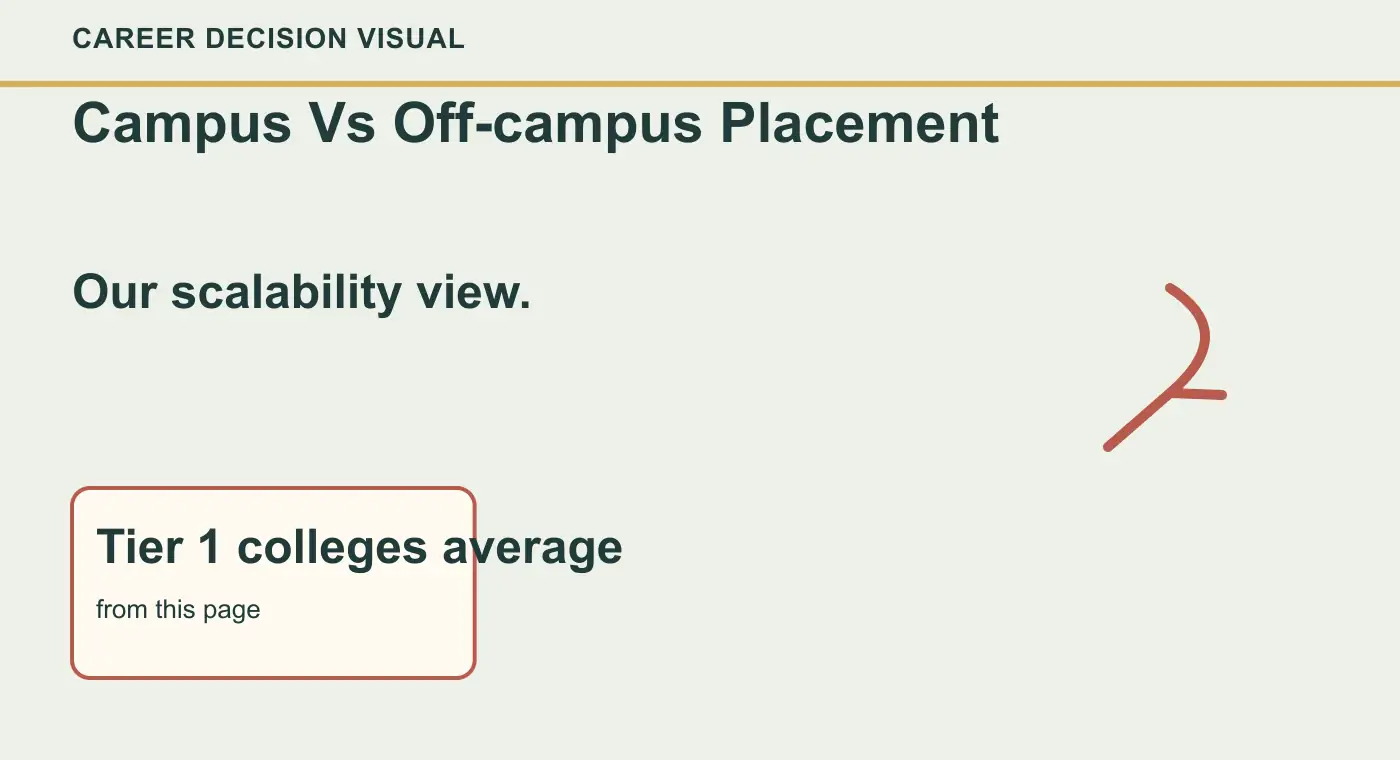 CAREER DECISION VISUAL
Campus Vs Off-campus Placement
Our scalability view.
Tier 1 colleges average
from this page